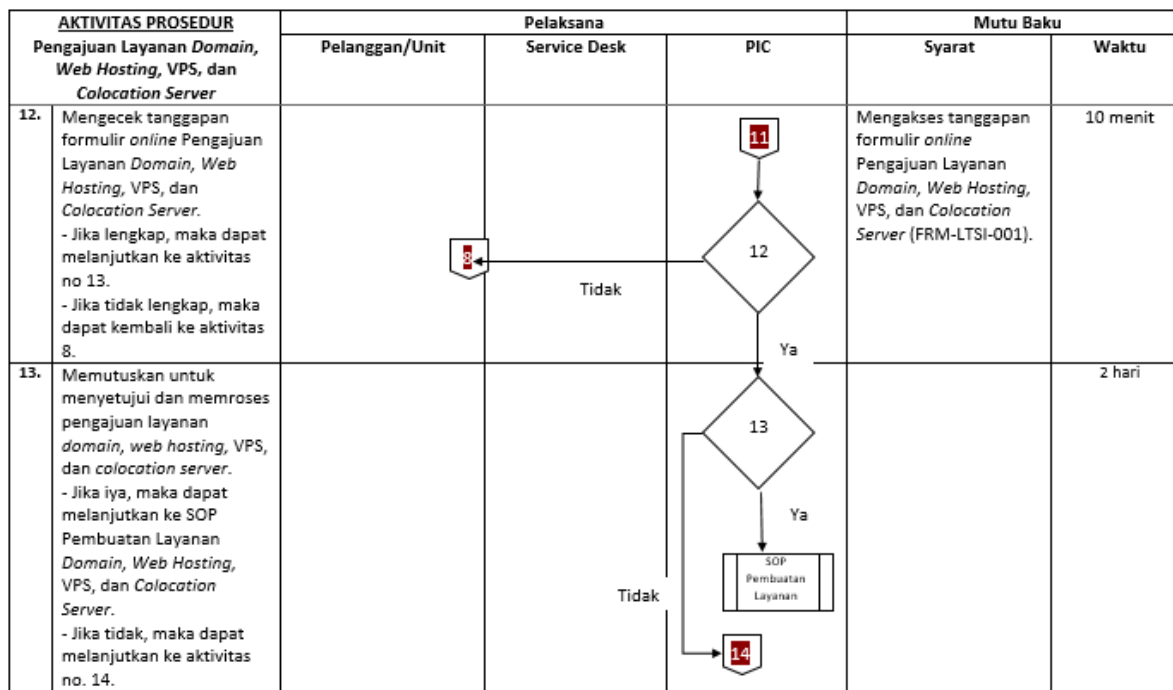 AKTIVITAS PROSEDUR
Pengajuan Layanan Domain,
Web Hosting, VPS, dan
Colocation Server
Pelaksana
Mutu Baku
Pelanggan/Unit
Service Desk
PIC
Syarat
Waktu
12.
Mengecek tanggapan
formulir online Pengajuan
Layanan Domain, Web
Hosting, VPS, dan
Colocation Server.
- Jika lengkap, maka dapat
melanjutkan ke aktivitas
no 13.
- Jika tidak lengkap, maka
dapat kembali ke aktivitas
8.
8
Tidak
11
12
Ya
Mengakses tanggapan
formulir online
Pengajuan Layanan
Domain, Web Hosting,
VPS, dan Colocation
Server (FRM-LTSI-001).
10 menit
13.
Memutuskan untuk
menyetujui dan memroses
pengajuan layanan
domain, web hosting, VPS,
dan colocation server.
- Jika iya, maka dapat
melanjutkan ke SOP
Pembuatan Layanan
Domain, Web Hosting,
VPS, dan Colocation
Server.
- Jika tidak, maka dapat
melanjutkan ke aktivitas
no. 14.
Tidak
13
Ya
SOP
Pembuatan
Layanan
14
2 hari